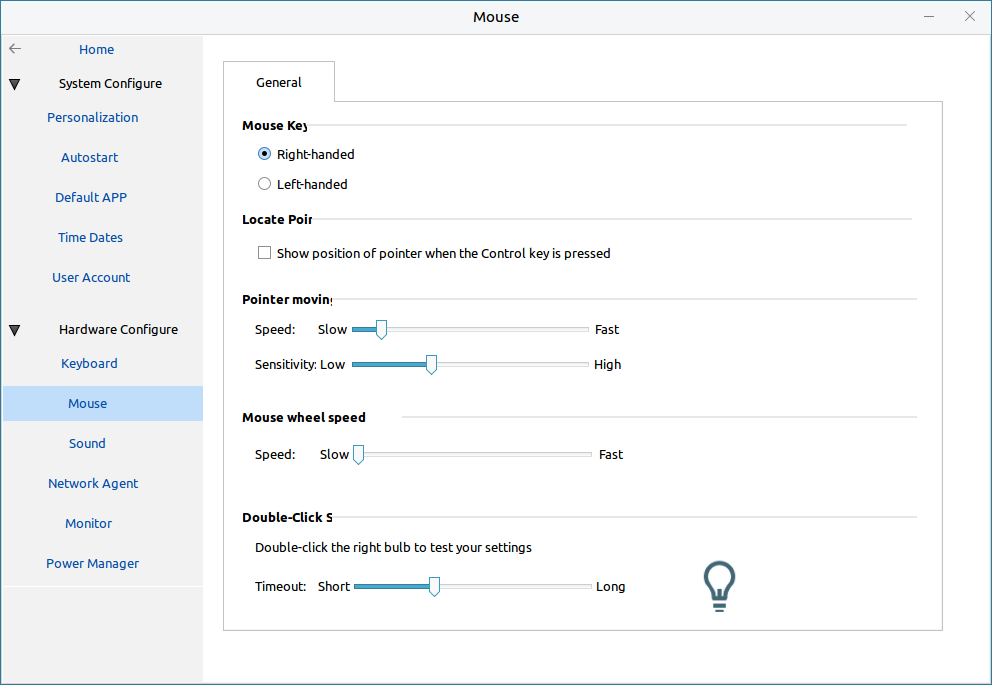 Mouse
Home
System Configure
Personalization
Autostart
Default APP
Time Dates
User Account
Hardware Configure
Keyboard
Mouse
Sound
Network Agent
Monitor
Power Manager
General
Mouse Key
Right-handed
Left-handed
Locate Poin
Show position of pointer when the Control key is pressed
Pointer moving
Speed: Slow Fast
Sensitivity: Low High
Mouse wheel speed
Speed: Slow Fast
Double-Click S
Double-click the right bulb to test your settings
Timeout: Short Long